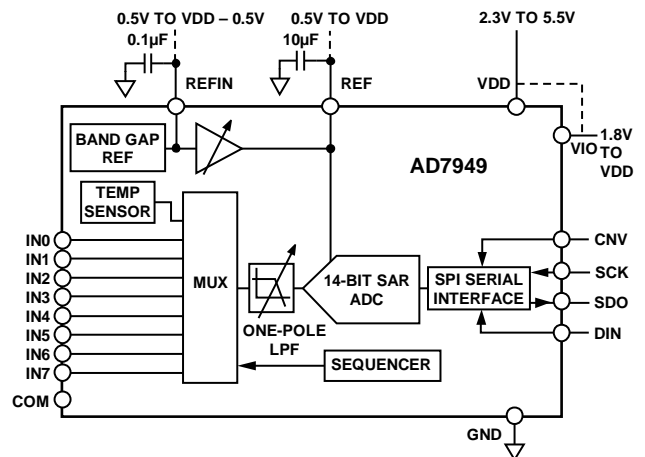 0.5V TO VDD – 0.5V
0.1µF
0.5V TO VDD
10µF
2.3V TO 5.5V
REFIN
REF
VDD
BAND GAP
REF
AD7949
VIO
1.8V
TO
VDD
TEMP
SENSOR
IN0
IN1
IN2
IN3
IN4
IN5
IN6
IN7
COM
MUX
ONE-POLE
LPF
14-BIT SAR
ADC
SPI SERIAL
INTERFACE
CNV
SCK
SDO
DIN
SEQUENCER
GND